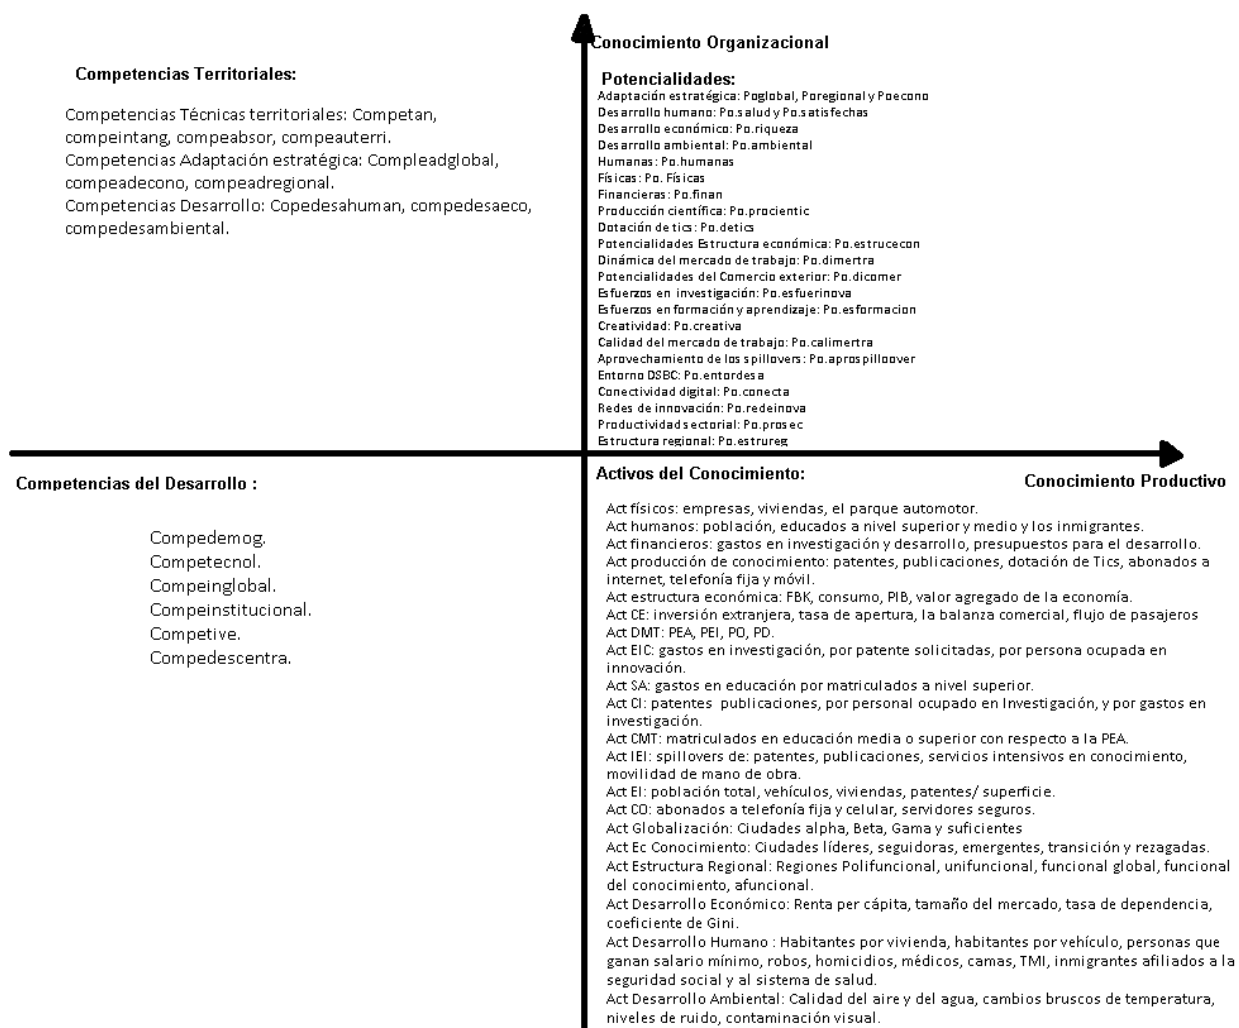 Conocimiento Organizacional
Competencias Territoriales:
Competencias Técnicas territoriales: Competan,
compeintang, compeabsor, compeauterri.
Competencias Adaptación estratégica: Compleadglobal,
compeadecono, compeadregional.
Competencias Desarrollo: Copedesahuman, compedesaeco,
compedesambiental.
Potencialidades:
Adaptación estratégica: Poglobal, Poregional y Poecono
Desarrollo humano: Po.salud y Po.satisfechas
Desarrollo económico: Po.riqueza
Desarrollo ambiental: Po.ambiental
Humanas: Po.humanas
Físicas: Po. Físicas
Financieras: Po.finan
Producción científica: Po.procientic
Dotación de tics: Po.detics
Potencialidades Estructura económica: Po.estrucecon
Dinámica del mercado de trabajo: Po.dimertra
Potencialidades del Comercio exterior: Po.dicomer
Esfuerzos en investigación: Po.esfuerinova
Esfuerzos en formación y aprendizaje: Po.esformacion
Creatividad: Po.creativa
Calidad del mercado de trabajo: Po.calimertra
Aprovechamiento de los spillovers: Po.aprospilloover
Entorno DSBC: Po.entordesa
Conectividad digital: Po.conecta
Redes de innovación: Po.redeinova
Productividad sectorial: Po.prosec
Estructura regional: Po.estrureg
Competencias del Desarrollo :
Compedemog.
Competecnol.
Compeinglobal.
Compeinstitucional.
Competive.
Compedescentra.
Activos del Conocimiento:
Conocimiento Productivo
Act físicos: empresas, viviendas, el parque automotor.
Act humanos: población, educados a nivel superior y medio y los inmigrantes.
Act financieros: gastos en investigación y desarrollo, presupuestos para el desarrollo.
Act producción de conocimiento: patentes, publicaciones, dotación de Tics, abonados a
internet, telefonía fija y móvil.
Act estructura económica: FBK, consumo, PIB, valor agregado de la economía.
Act CE: inversión extranjera, tasa de apertura, la balanza comercial, flujo de pasajeros
Act DMT: PEA, PEI, PO, PD.
Act EIC: gastos en investigación, por patente solicitadas, por persona ocupada en
innovación.
Act SA: gastos en educación por matriculados a nivel superior.
Act CI: patentes publicaciones, por personal ocupado en Investigación, y por gastos en
investigación.
Act CMT: matriculados en educación media o superior con respecto a la PEA.
Act IEI: spillovers de: patentes, publicaciones, servicios intensivos en conocimiento,
movilidad de mano de obra.
Act EI: población total, vehículos, viviendas, patentes/ superficie.
Act CO: abonados a telefonía fija y celular, servidores seguros.
Act Globalización: Ciudades alpha, Beta, Gama y suficientes
Act Ec Conocimiento: Ciudades líderes, seguidoras, emergentes, transición y rezagadas.
Act Estructura Regional: Regiones Polifuncional, unifuncional, funcional global, funcional
del conocimiento, afuncional.
Act Desarrollo Económico: Renta per cápita, tamaño del mercado, tasa de dependencia,
coeficiente de Gini.
Act Desarrollo Humano : Habitantes por vivienda, habitantes por vehículo, personas que
ganan salario mínimo, robos, homicidios, médicos, camas, TMI, inmigrantes afiliados a la
seguridad social y al sistema de salud.
Act Desarrollo Ambiental: Calidad del aire y del agua, cambios bruscos de temperatura,
niveles de ruido, contaminación visual.